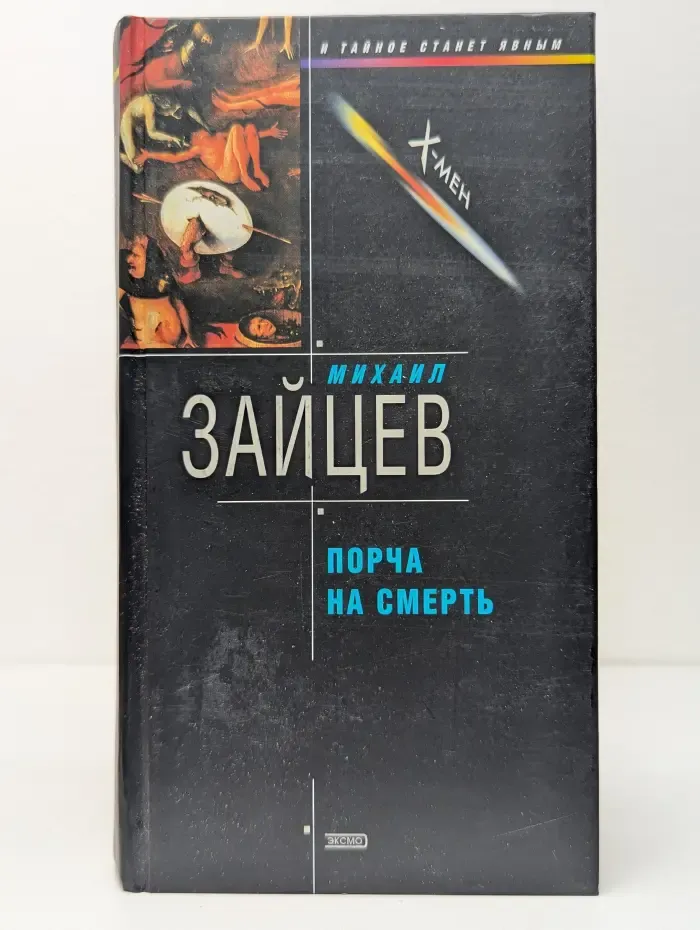 И ТАЙНОЕ СТАНЕТ ЯВНЫМ
Х-МЕН
МИХАИЛ
ЗАЙЦЕВ
ПОРЧА
НА СМЕРТЬ
ЭКСМО